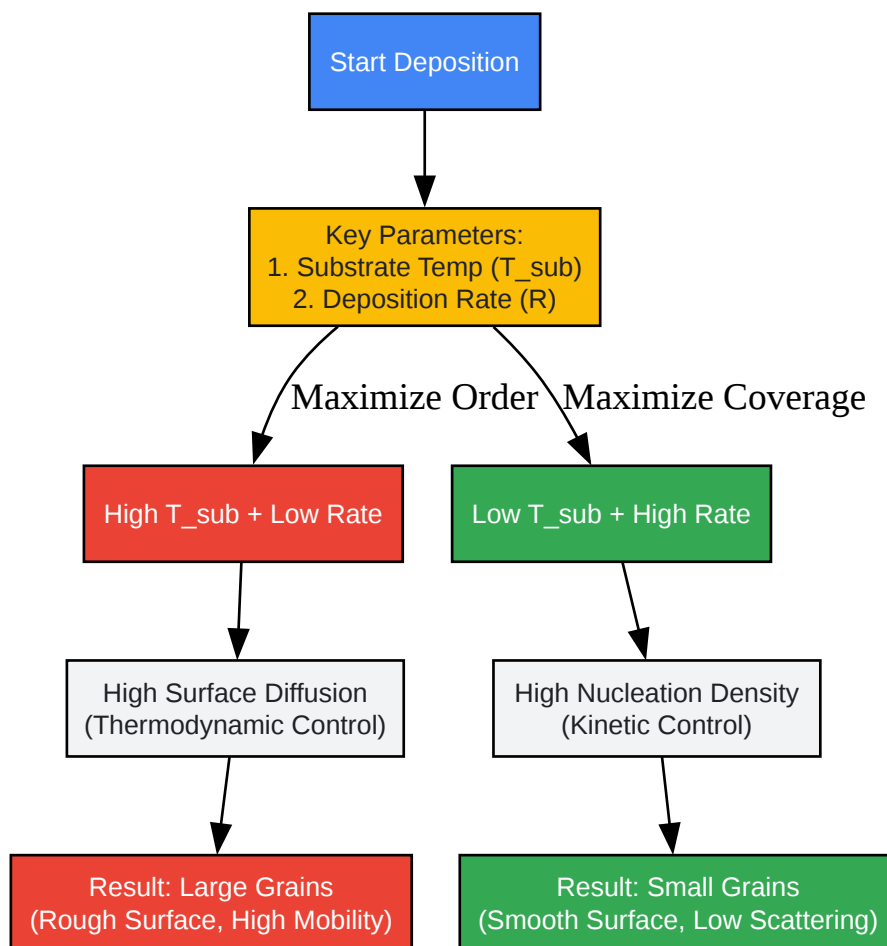 Start Deposition
Key Parameters:
1. Substrate Temp (T_sub)
2. Deposition Rate (R)
Maximize Order
Maximize Coverage
High T_sub + Low Rate
Low T_sub + High Rate
High Surface Diffusion
(Thermodynamic Control)
High Nucleation Density
(Kinetic Control)
Result: Large Grains
(Rough Surface, High Mobility)
Result: Small Grains
(Smooth Surface, Low Scattering)